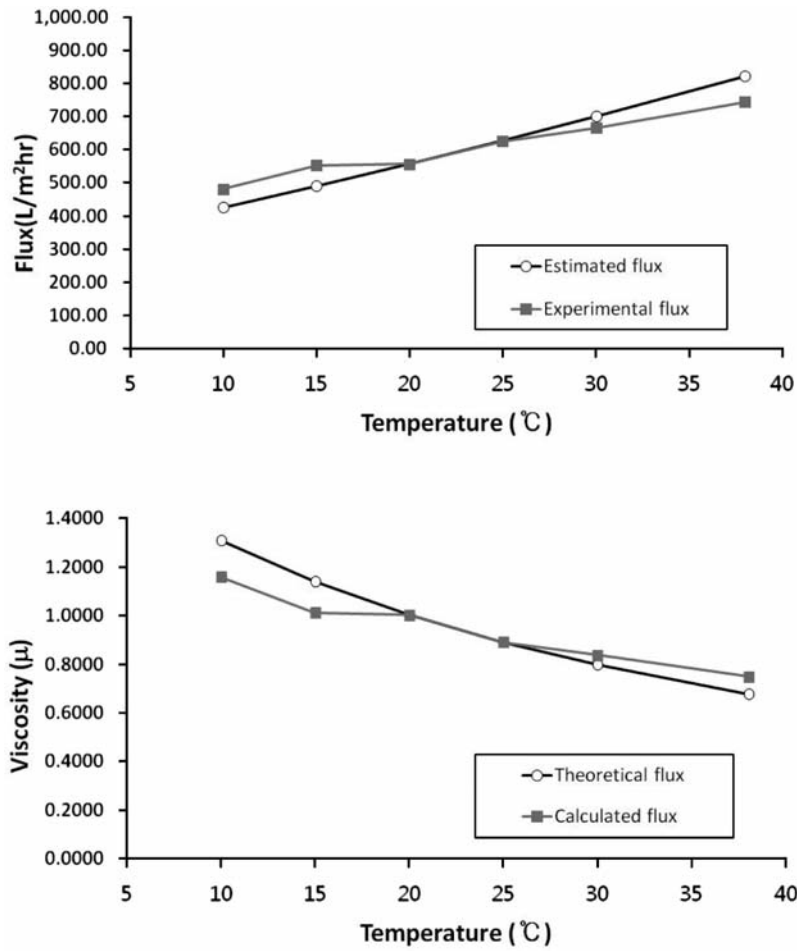 1,000.00
900.00
800.00
700.00
600.00
500.00
400.00
300.00
200.00
100.00
0.00
Flux(L/m²hr)
Estimated flux
Experimental flux
5 10 15 20 25 30 35 40
Temperature (℃)
1.4000
1.2000
1.0000
0.8000
0.6000
0.4000
0.2000
0.0000
Viscosity (μ)
Theoretical flux
Calculated flux
5 10 15 20 25 30 35 40
Temperature (℃)